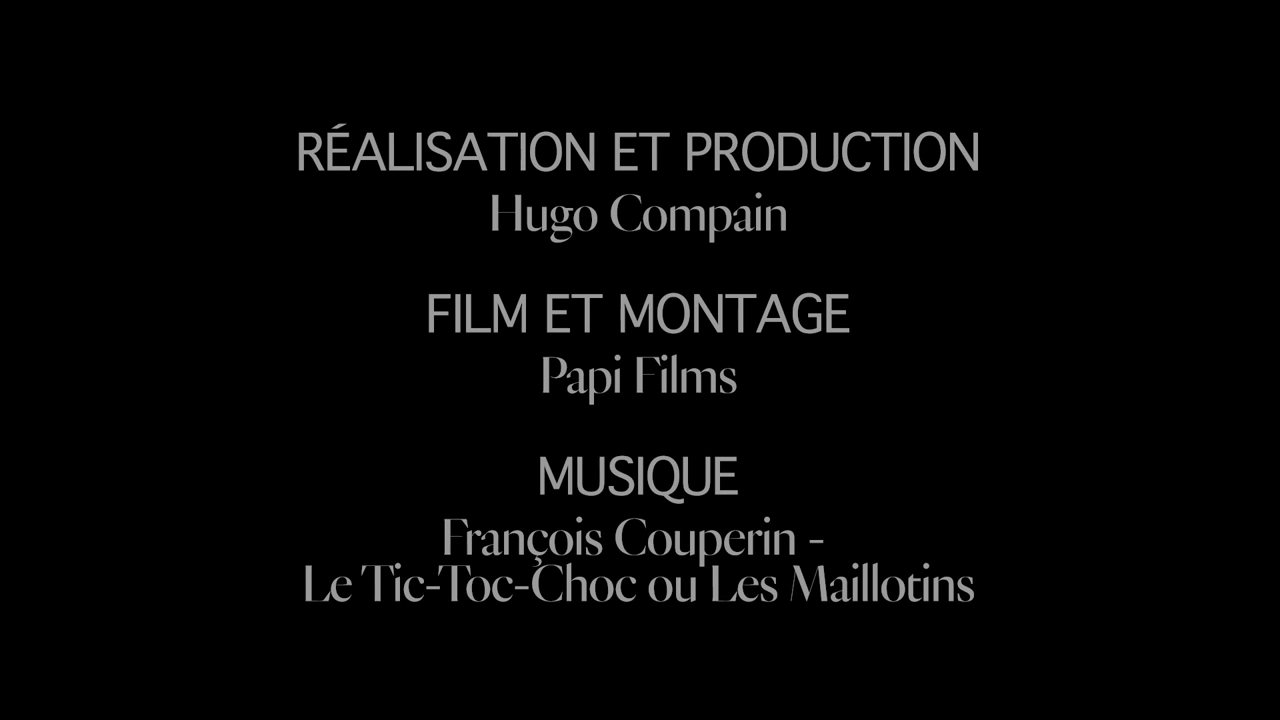 RÉALISATION ET PRODUCTION
Hugo Compain
FILM ET MONTAGE
Papi Films
MUSIQUE
François Couperin -
Le Tic-Toc-Choc ou Les Maillotins